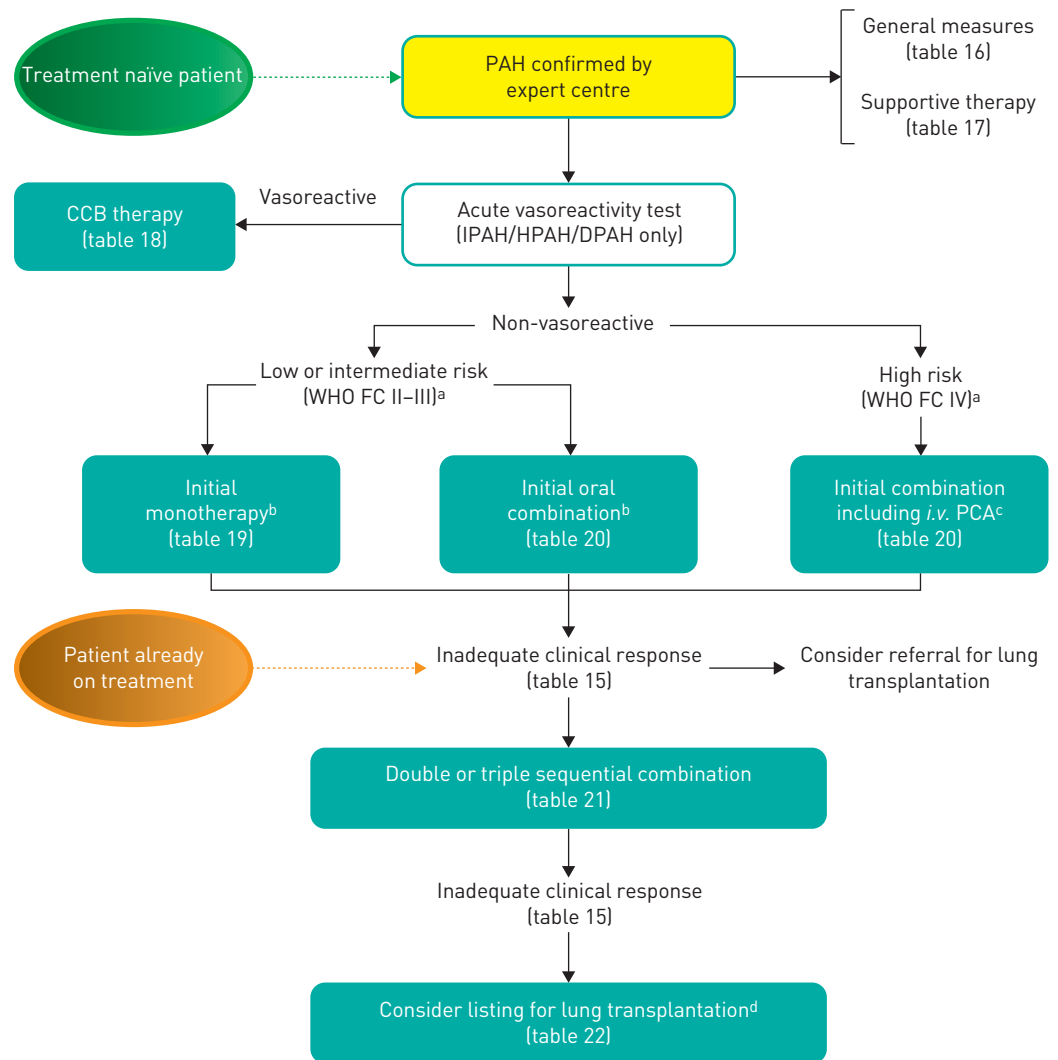 General measures
(table 16)
Treatment naïve patient
PAH confirmed by
expert centre
Supportive therapy
(table 17)
CCB therapy
(table 18)
Vasoreactive
Acute vasoreactivity test
(IPAH/HPAH/DPAH only)
Non-vasoreactive
Low or intermediate risk
(WHO FC II–III)a
High risk
(WHO FC IV)a
Initial
monotherapyb
(table 19)
Initial oral
combinationb
(table 20)
Initial combination
including i.v. PCAc
(table 20)
Patient already
on treatment
Inadequate clinical response
(table 15)
Consider referral for lung
transplantation
Double or triple sequential combination
(table 21)
Inadequate clinical response
(table 15)
Consider listing for lung transplantationd
(table 22)